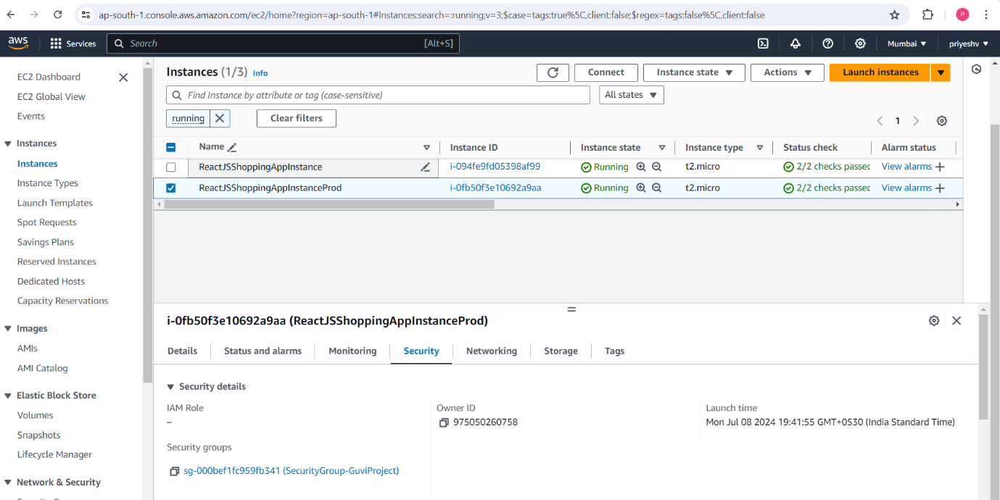 ap-south-1.console.aws.amazon.com/ec2/home?region=ap-south-1#Instances:search=:running;v=3;$case=tags:true%5C,client:false;$regex=tags:false%5C,client:false
P
aws
Services
Search
[Alt+S]
Mumbai
priyeshv
EC2 Dashboard
EC2 Global View
Events
Instances
Instances
Instance Types
Launch Templates
Spot Requests
Savings Plans
Reserved Instances
Dedicated Hosts
Capacity Reservations
Images
AMIs
AMI Catalog
Elastic Block Store
Volumes
Snapshots
Lifecycle Manager
Network & Security
Instances (1/3) Info
Connect
Instance state
Actions
Launch instances
Find Instance by attribute or tag (case-sensitive)
All states
running
Clear filters
1
Name Instance ID Instance state Instance type Status check Alarm status
ReactJSShoppingAppInstance i-094fe9fd05398af99 Running t2.micro 2/2 checks passec View alarms
ReactJSShoppingAppInstanceProd i-0fb50f3e10692a9aa Running t2.micro 2/2 checks passec View alarms
i-0fb50f3e10692a9aa (ReactJSShoppingAppInstanceProd)
Details Status and alarms Monitoring Security Networking Storage Tags
Security details
IAM Role
–
Owner ID
975050260758
Launch time
Mon Jul 08 2024 19:41:55 GMT+0530 (India Standard Time)
Security groups
sg-000bef1fc959fb341 (SecurityGroup-GuviProject)